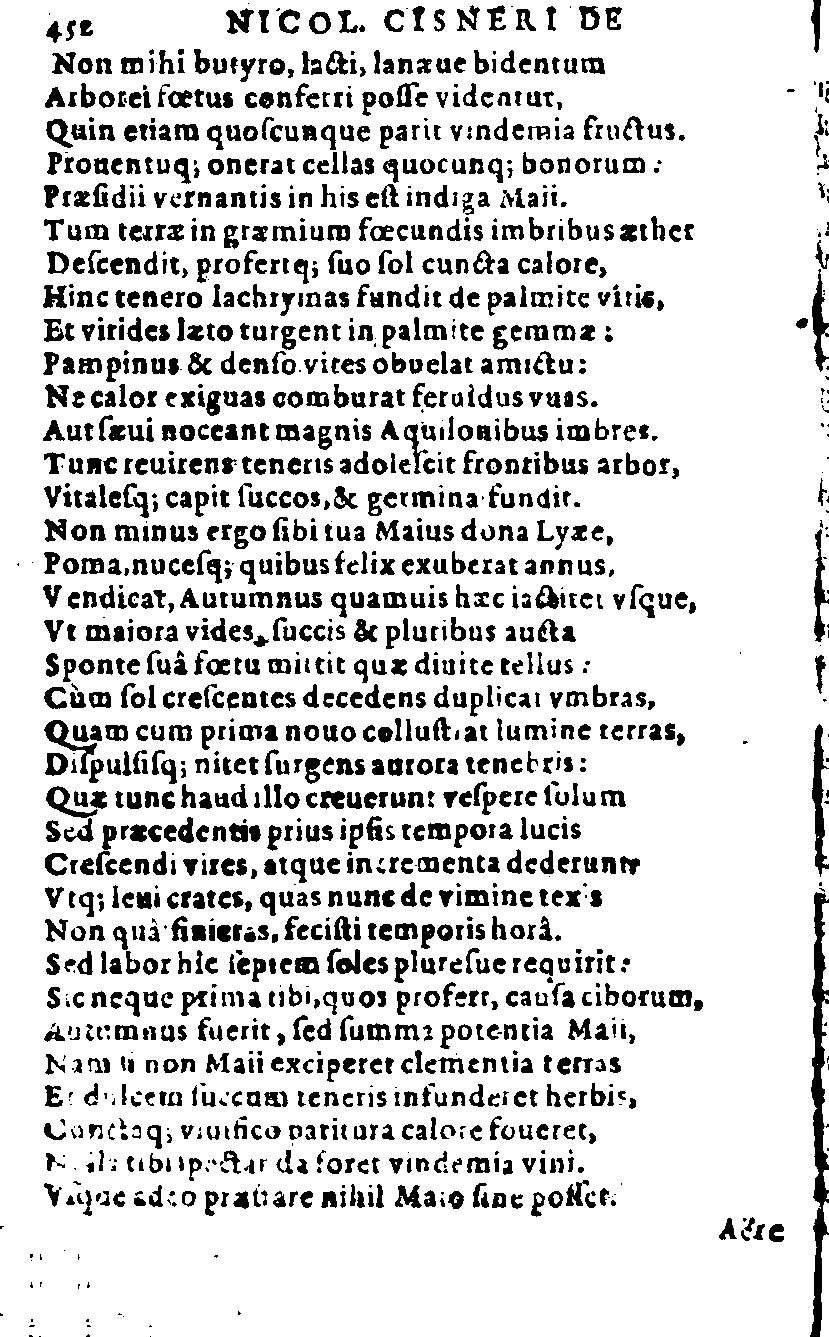 452 NICOL. CISNERI DE
Non mihi butyro, lacti, lanæue bidentum
Arborei fœtus conferri poſſe videntur,
Quin etiam quoſcunque parit vindemia fructus.
Prouentuq; onerat cellas quocunq; bonorum:
Præſidii vernantis in his eſt indiga Maii.
Tum terræ in græmium fœcundis imbribus æther
Deſcendit, profertq; ſuo ſol cuncta calore,
Hinc tenero lachrymas fundit de palmite vitis,
Et virides læto turgent in palmite gemmæ:
Pampinus & denſo vites obuelat amictu:
Ne calor exiguas comburat feruidus vuas.
Aut ſæui noceant magnis Aquilonibus imbres.
Tunc reuirens teneris adoleſcit frontibus arbor,
Vitaleſq; capit ſuccos, & germina fundit.
Non minus ergo ſibi tua Maius dona Lyæe,
Poma, nuceſq; quibus felix exuberat annus,
Vendicat, Autumnus quamuis hæc iactitet vſque,
Vt maiora vides, ſuccis & pluribus aucta
Sponte ſuâ fœtu mittit quæ diuite tellus:
Cùm ſol creſcentes decedens duplicat vmbras,
Quam cum prima nouo colluſtrat lumine terras,
Diſpulſiſq; nitet ſurgens aurora tenebris:
Quæ tunc haud illo creuerunt veſpere ſolum
Sed præcedentis prius ipſis tempora lucis
Creſcendi vires, atque incrementa dederunt
Vtq; leui crates, quas nunc de vimine texis
Non quâ finieras, feciſti temporis horâ.
Sed labor hic ſeptem ſoles plureſue requirit:
Sic neque prima tibi, quos profert, cauſa ciborum,
Autumnus fuerit, ſed ſumma potentia Maii,
Nam ſi non Maii exciperet clementia terras
Et dulcem ſuccum teneris infunderet herbis,
Cunctaq; viuifico paritura calore foueret,
tibi foret vindemia vini.
Vſque adeo præſtare nihil Maio ſine poſſet.
Aëre